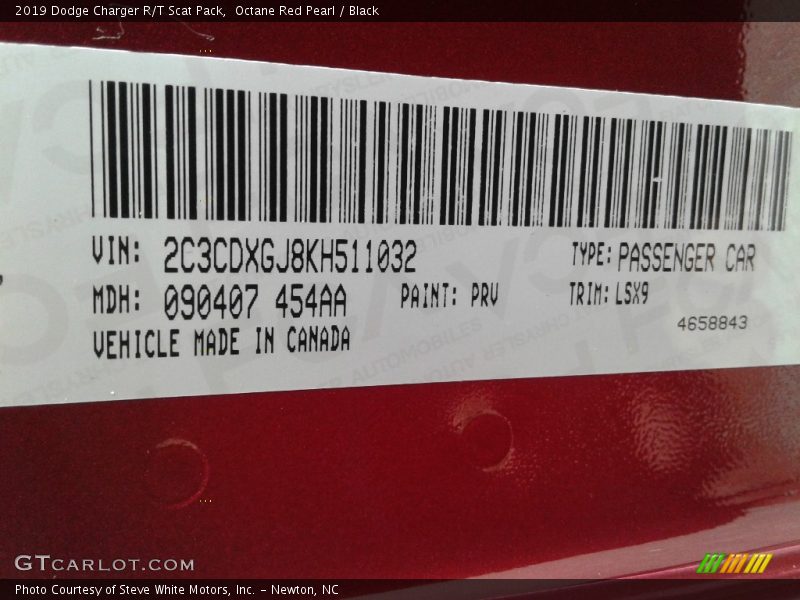 2019 Dodge Charger R/T Scat Pack, Octane Red Pearl / Black
VIN: 2C3CDXGJ8KH511032 TYPE: PASSENGER CAR
MDH: 090407 454AA PAINT: PRV TRIM: LSX9
4658843
VEHICLE MADE IN CANADA
GTCARLOT.COM
Photo Courtesy of Steve White Motors, Inc. – Newton, NC